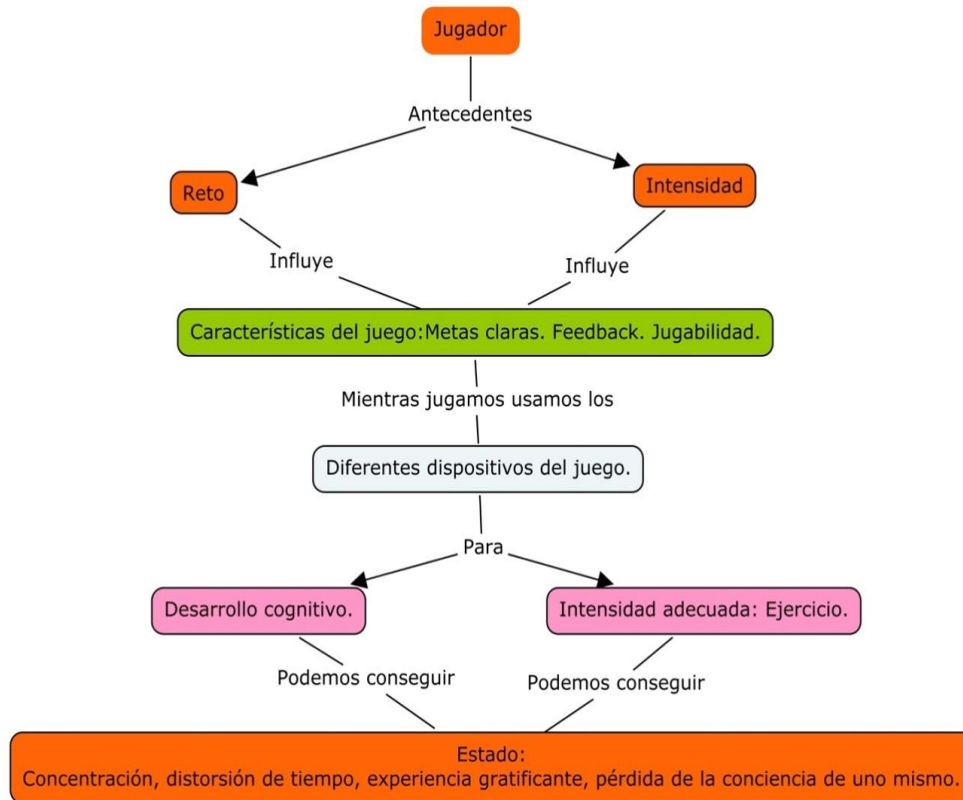 Jugador
Antecedentes
Reto
Intensidad
Influye
Influye
Características del juego:Metas claras. Feedback. Jugabilidad.
Mientras jugamos usamos los
Diferentes dispositivos del juego.
Para
Desarrollo cognitivo.
Intensidad adecuada: Ejercicio.
Podemos conseguir
Podemos conseguir
Estado:
Concentración, distorsión de tiempo, experiencia gratificante, pérdida de la conciencia de uno mismo.